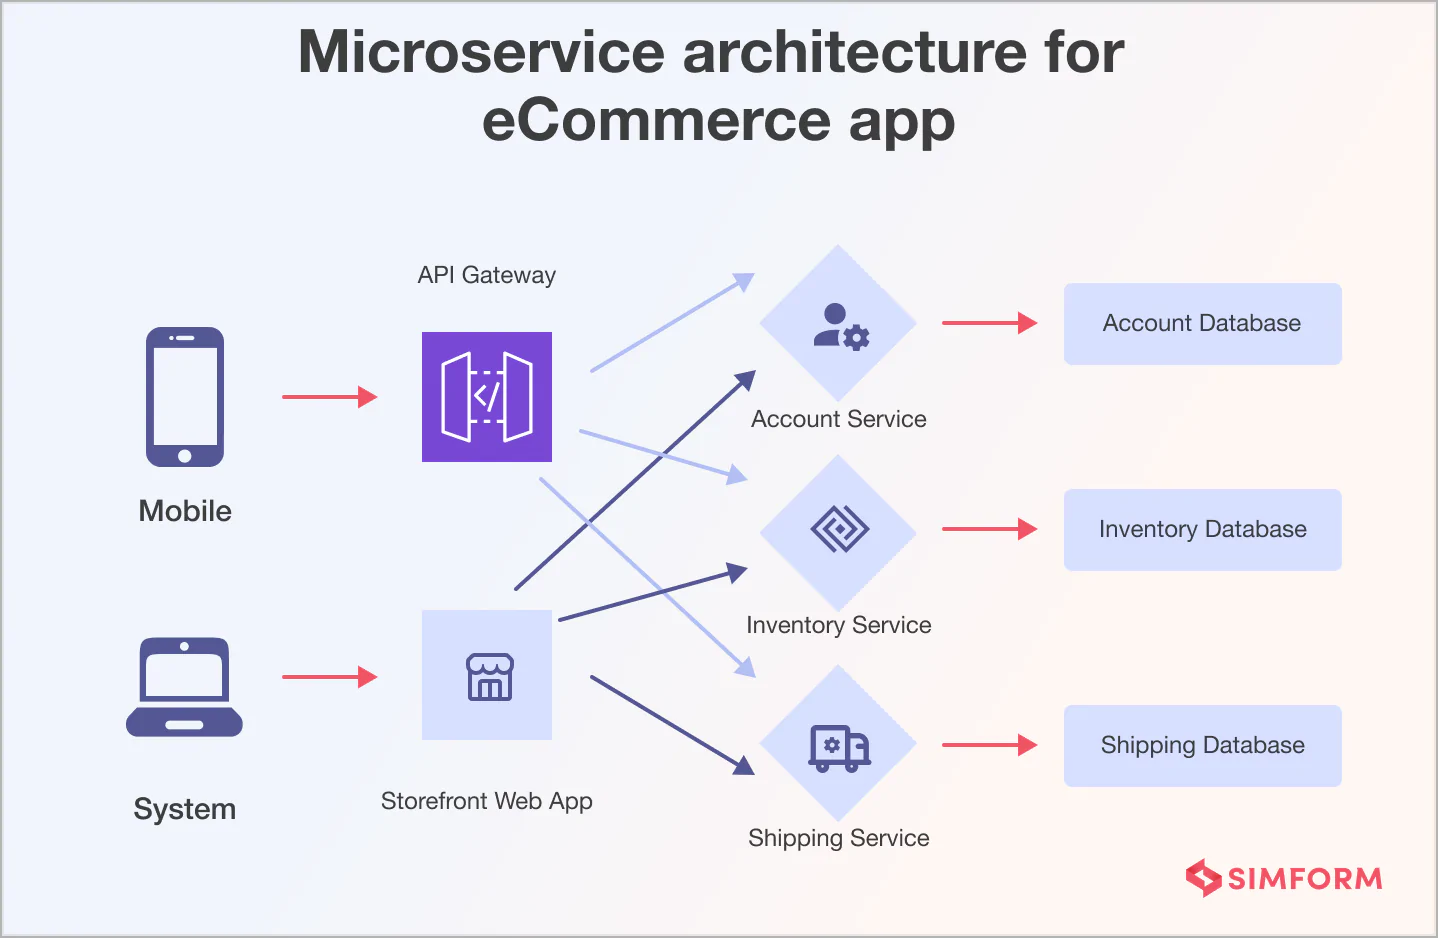 Microservice architecture for
eCommerce app
API Gateway
Mobile
Account Service
Account Database
Inventory Service
Inventory Database
System
Storefront Web App
Shipping Service
Shipping Database
SIMFORM